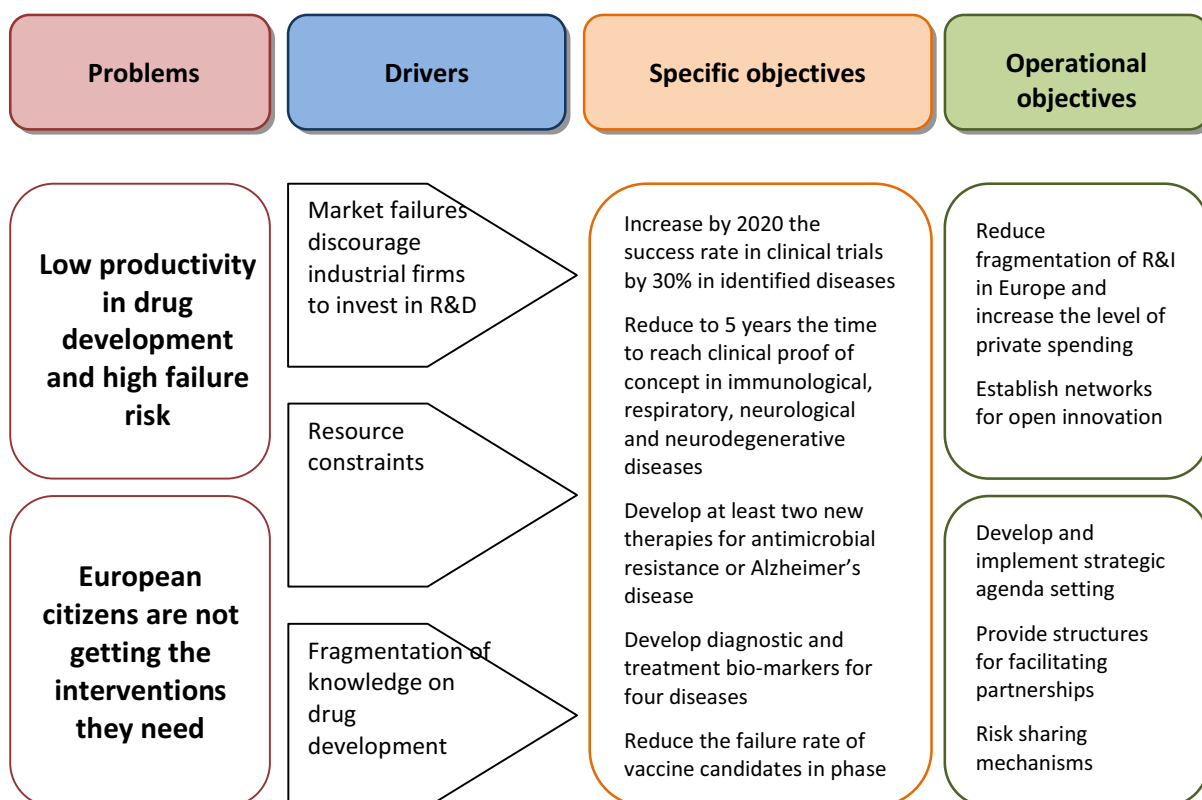 Problems
Drivers
Specific objectives
Operational
objectives
Low productivity
in drug
development
and high failure
risk
European
citizens are not
getting the
interventions
they need
Market failures
discourage
industrial firms
to invest in R&D
Resource
constraints
Fragmentation of
knowledge on
drug
development
Increase by 2020 the
success rate in clinical trials
by 30% in identified diseases
Reduce to 5 years the time
to reach clinical proof of
concept in immunological,
respiratory, neurological
and neurodegenerative
diseases
Develop at least two new
therapies for antimicrobial
resistance or Alzheimer’s
disease
Develop diagnostic and
treatment bio-markers for
four diseases
Reduce the failure rate of
vaccine candidates in phase
Reduce
fragmentation of R&I
in Europe and
increase the level of
private spending
Establish networks
for open innovation
Develop and
implement strategic
agenda setting
Provide structures
for facilitating
partnerships
Risk sharing
mechanisms